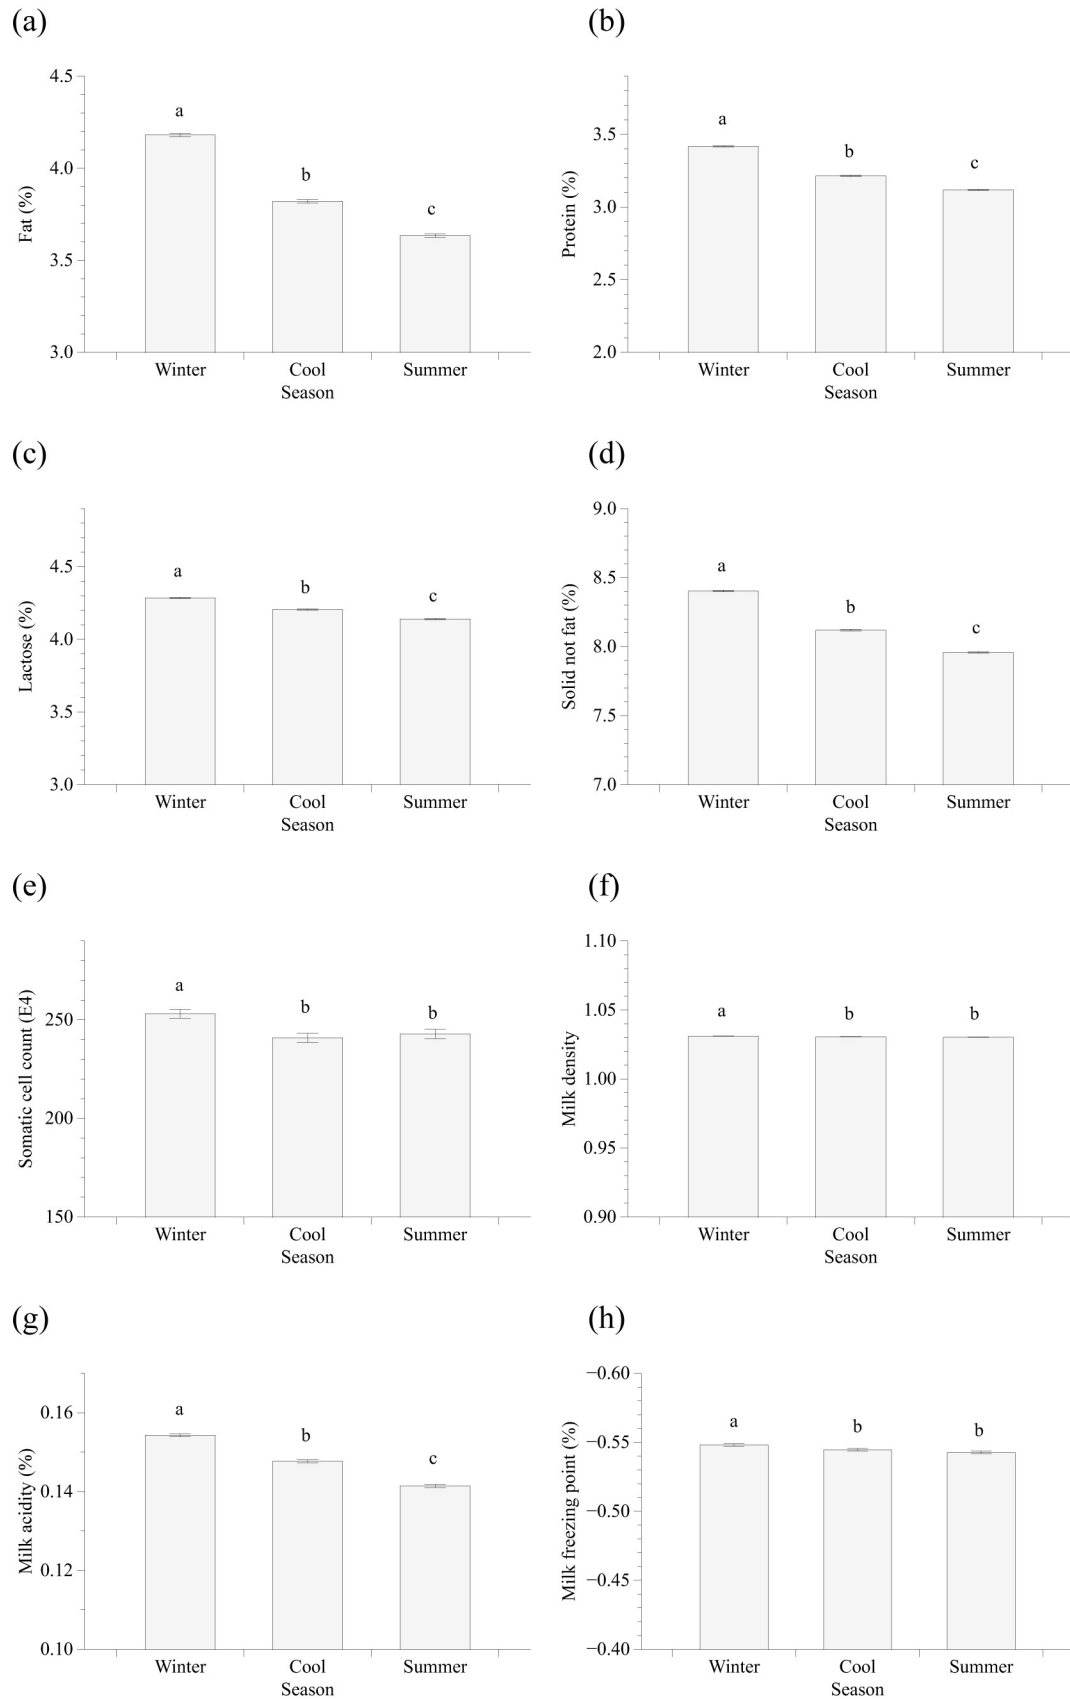 (a)
Fat (%)
4.5
4.0
3.5
3.0
a
b
c
Winter
Cool
Summer
Season
(b)
Protein (%)
3.5
3.0
2.5
2.0
a
b
c
Winter
Cool
Summer
Season
(c)
Lactose (%)
4.5
4.0
3.5
3.0
a
b
c
Winter
Cool
Summer
Season
(d)
Solid not fat (%)
9.0
8.5
8.0
7.5
7.0
a
b
c
Winter
Cool
Summer
Season
(e)
Somatic cell count (E4)
250
200
150
a
b
b
Winter
Cool
Summer
Season
(f)
Milk density
1.10
1.05
1.00
0.95
0.90
a
b
b
Winter
Cool
Summer
Season
(g)
Milk acidity (%)
0.16
0.14
0.12
0.10
a
b
c
Winter
Cool
Summer
Season
(h)
Milk freezing point (%)
−0.60
−0.55
−0.50
−0.45
−0.40
a
b
b
Winter
Cool
Summer
Season